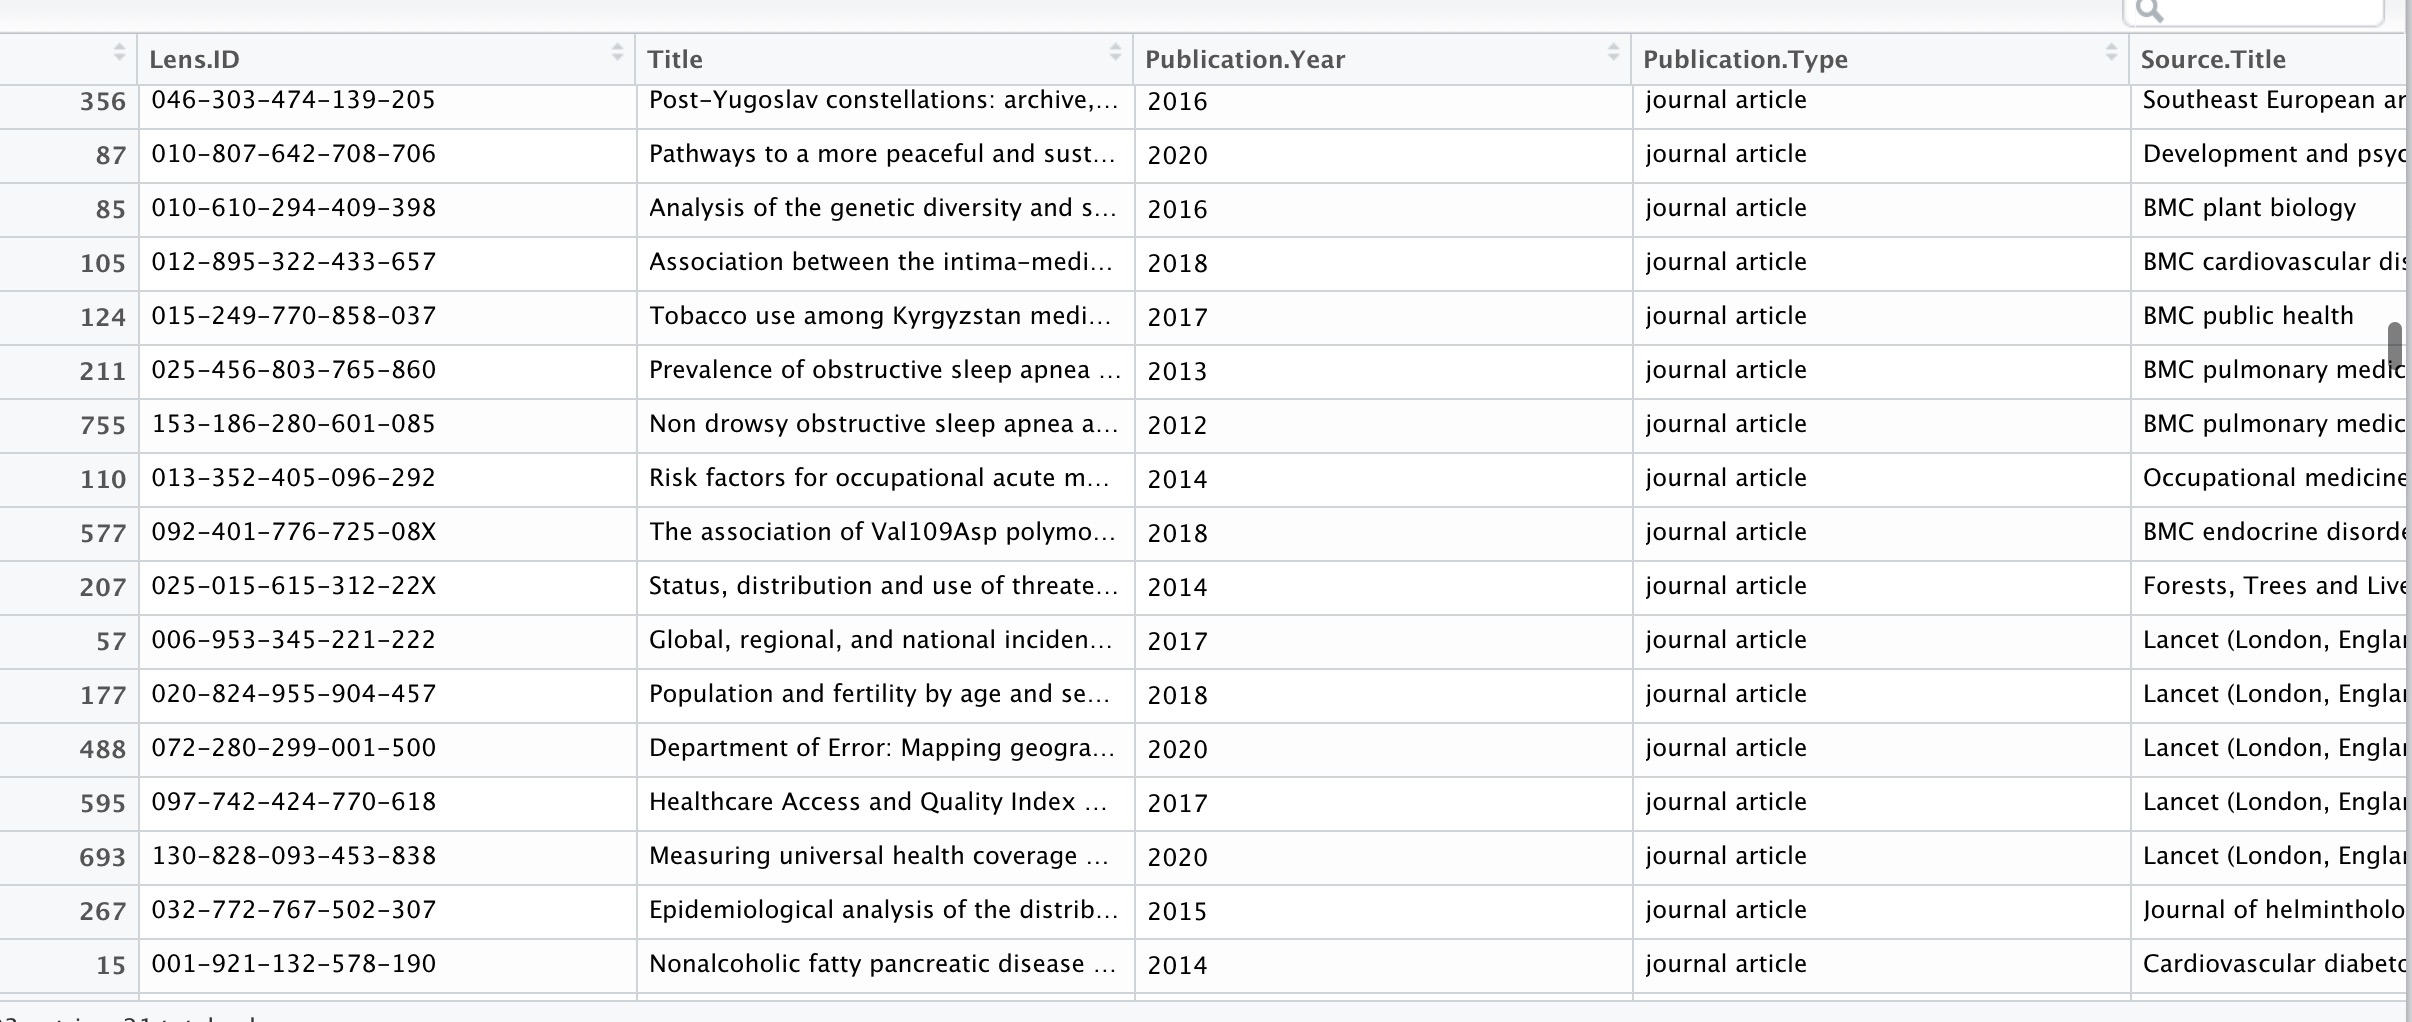 Lens.ID Title Publication.Year Publication.Type Source.Title
356 046-303-474-139-205 Post-Yugoslav constellations: archive,... 2016 journal article Southeast European
87 010-807-642-708-706 Pathways to a more peaceful and sust... 2020 journal article Development and
85 010-610-294-409-398 Analysis of the genetic diversity and s... 2016 journal article BMC plant biology
105 012-895-322-433-657 Association between the intima-medi... 2018 journal article BMC cardiovascular
124 015-249-770-858-037 Tobacco use among Kyrgyzstan medi... 2017 journal article BMC public health
211 025-456-803-765-860 Prevalence of obstructive sleep apnea ... 2013 journal article BMC pulmonary
755 153-186-280-601-085 Non drowsy obstructive sleep apnea a... 2012 journal article BMC pulmonary
110 013-352-405-096-292 Risk factors for occupational acute m... 2014 journal article Occupational medicine
577 092-401-776-725-08X The association of Val109Asp polymo... 2018 journal article BMC endocrine
207 025-015-615-312-22X Status, distribution and use of threate... 2014 journal article Forests, Trees and
57 006-953-345-221-222 Global, regional, and national inciden... 2017 journal article Lancet (London,
177 020-824-955-904-457 Population and fertility by age and se... 2018 journal article Lancet (London,
488 072-280-299-001-500 Department of Error: Mapping geogra... 2020 journal article Lancet (London,
595 097-742-424-770-618 Healthcare Access and Quality Index ... 2017 journal article Lancet (London,
693 130-828-093-453-838 Measuring universal health coverage ... 2020 journal article Lancet (London,
267 032-772-767-502-307 Epidemiological analysis of the distrib... 2015 journal article Journal of
15 001-921-132-578-190 Nonalcoholic fatty pancreatic disease ... 2014 journal article Cardiovascular